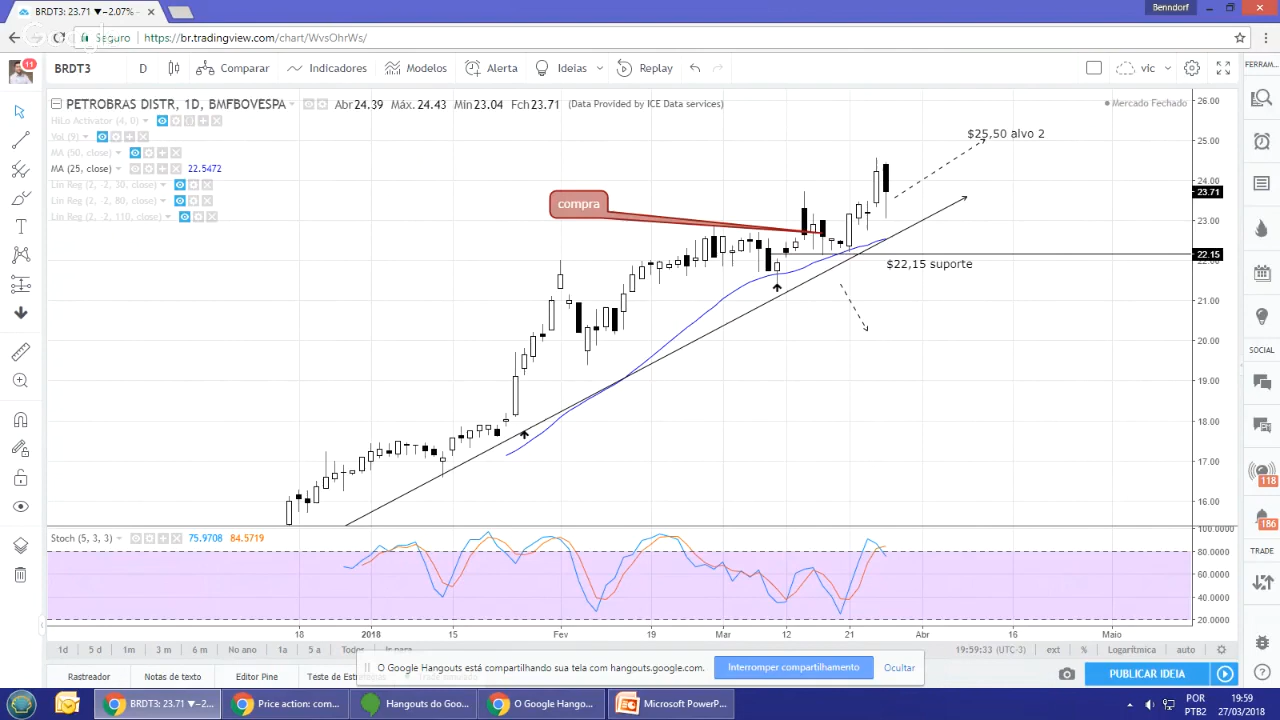 BRDT3: 23.71 ▼−2.07%
Benndorf
Seguro
https://br.tradingview.com/chart/WvsOhrWs/
11
BRDT3
D
Comparar
Indicadores
Modelos
Alerta
Ideias
Replay
vic
FERRAM...
PETROBRAS DISTR, 1D, BMFBOVESPA
Abr 24.39 Máx. 24.43 Mín 23.04 Fch 23.71 (Data Provided by ICE Data services)
Mercado Fechado
HiLo Activator (4, 0)
Vol (9)
MA (50, close)
MA (25, close) 22.5472
Lin Reg (2, -2, 30, close)
Lin Reg (2, -2, 80, close)
Lin Reg (2, -2, 110, close)
26.00
25.00
24.00
23.71
23.00
22.15
22.00
21.00
20.00
19.00
18.00
17.00
16.00
$25,50 alvo 2
compra
$22,15 suporte
SOCIAL
118
186
TRADE
Stoch (5, 3, 3) 75.9708 84.5719
100.0000
80.0000
60.0000
40.0000
20.0000
18 2018 15 Fev 19 Mar 12 21 Abr 16 Maio
1d 5 d 1m 3 m 6 m No ano 1a 5 a Todos Ir para
19:59:33 (UTC-3) ext % Logarítmica auto
O Google Hangouts está compartilhando sua tela com hangouts.google.com.
Interromper compartilhamento
Ocultar
Rastreador
Notas de texto
Editor Pine
Teste de Estratégias
PUBLICAR IDEIA
BRDT3: 23.71 ▼−2...
Price action: com...
Hangouts do Goo...
O Google Hango...
Microsoft PowerP...
POR
PTB2
19:59
27/03/2018